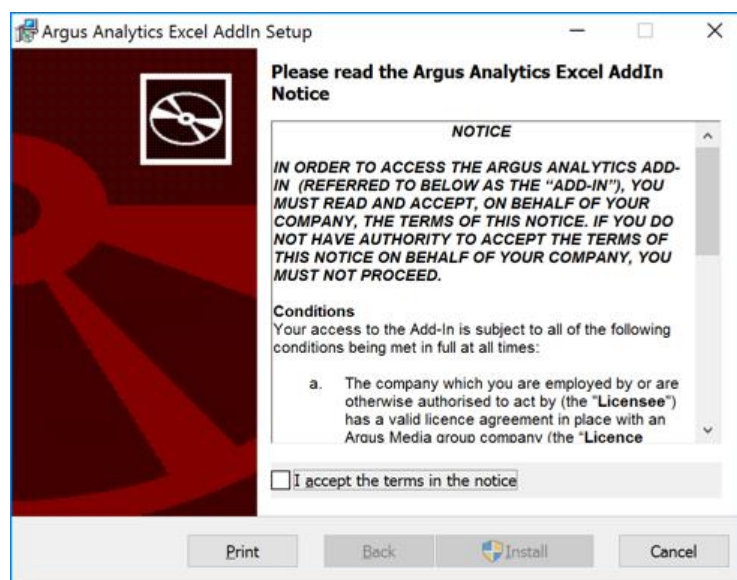 Argus Analytics Excel AddIn Setup
Please read the Argus Analytics Excel AddIn
Notice
NOTICE
IN ORDER TO ACCESS THE ARGUS ANALYTICS ADD-
IN (REFERRED TO BELOW AS THE “ADD-IN”), YOU
MUST READ AND ACCEPT, ON BEHALF OF YOUR
COMPANY, THE TERMS OF THIS NOTICE. IF YOU DO
NOT HAVE AUTHORITY TO ACCEPT THE TERMS OF
THIS NOTICE ON BEHALF OF YOUR COMPANY, YOU
MUST NOT PROCEED.
Conditions
Your access to the Add-In is subject to all of the following
conditions being met in full at all times:
a. The company which you are employed by or are
otherwise authorised to act by (the "Licensee")
has a valid licence agreement in place with an
Argus Media group company (the "Licence
I accept the terms in the notice
Print Back Install Cancel